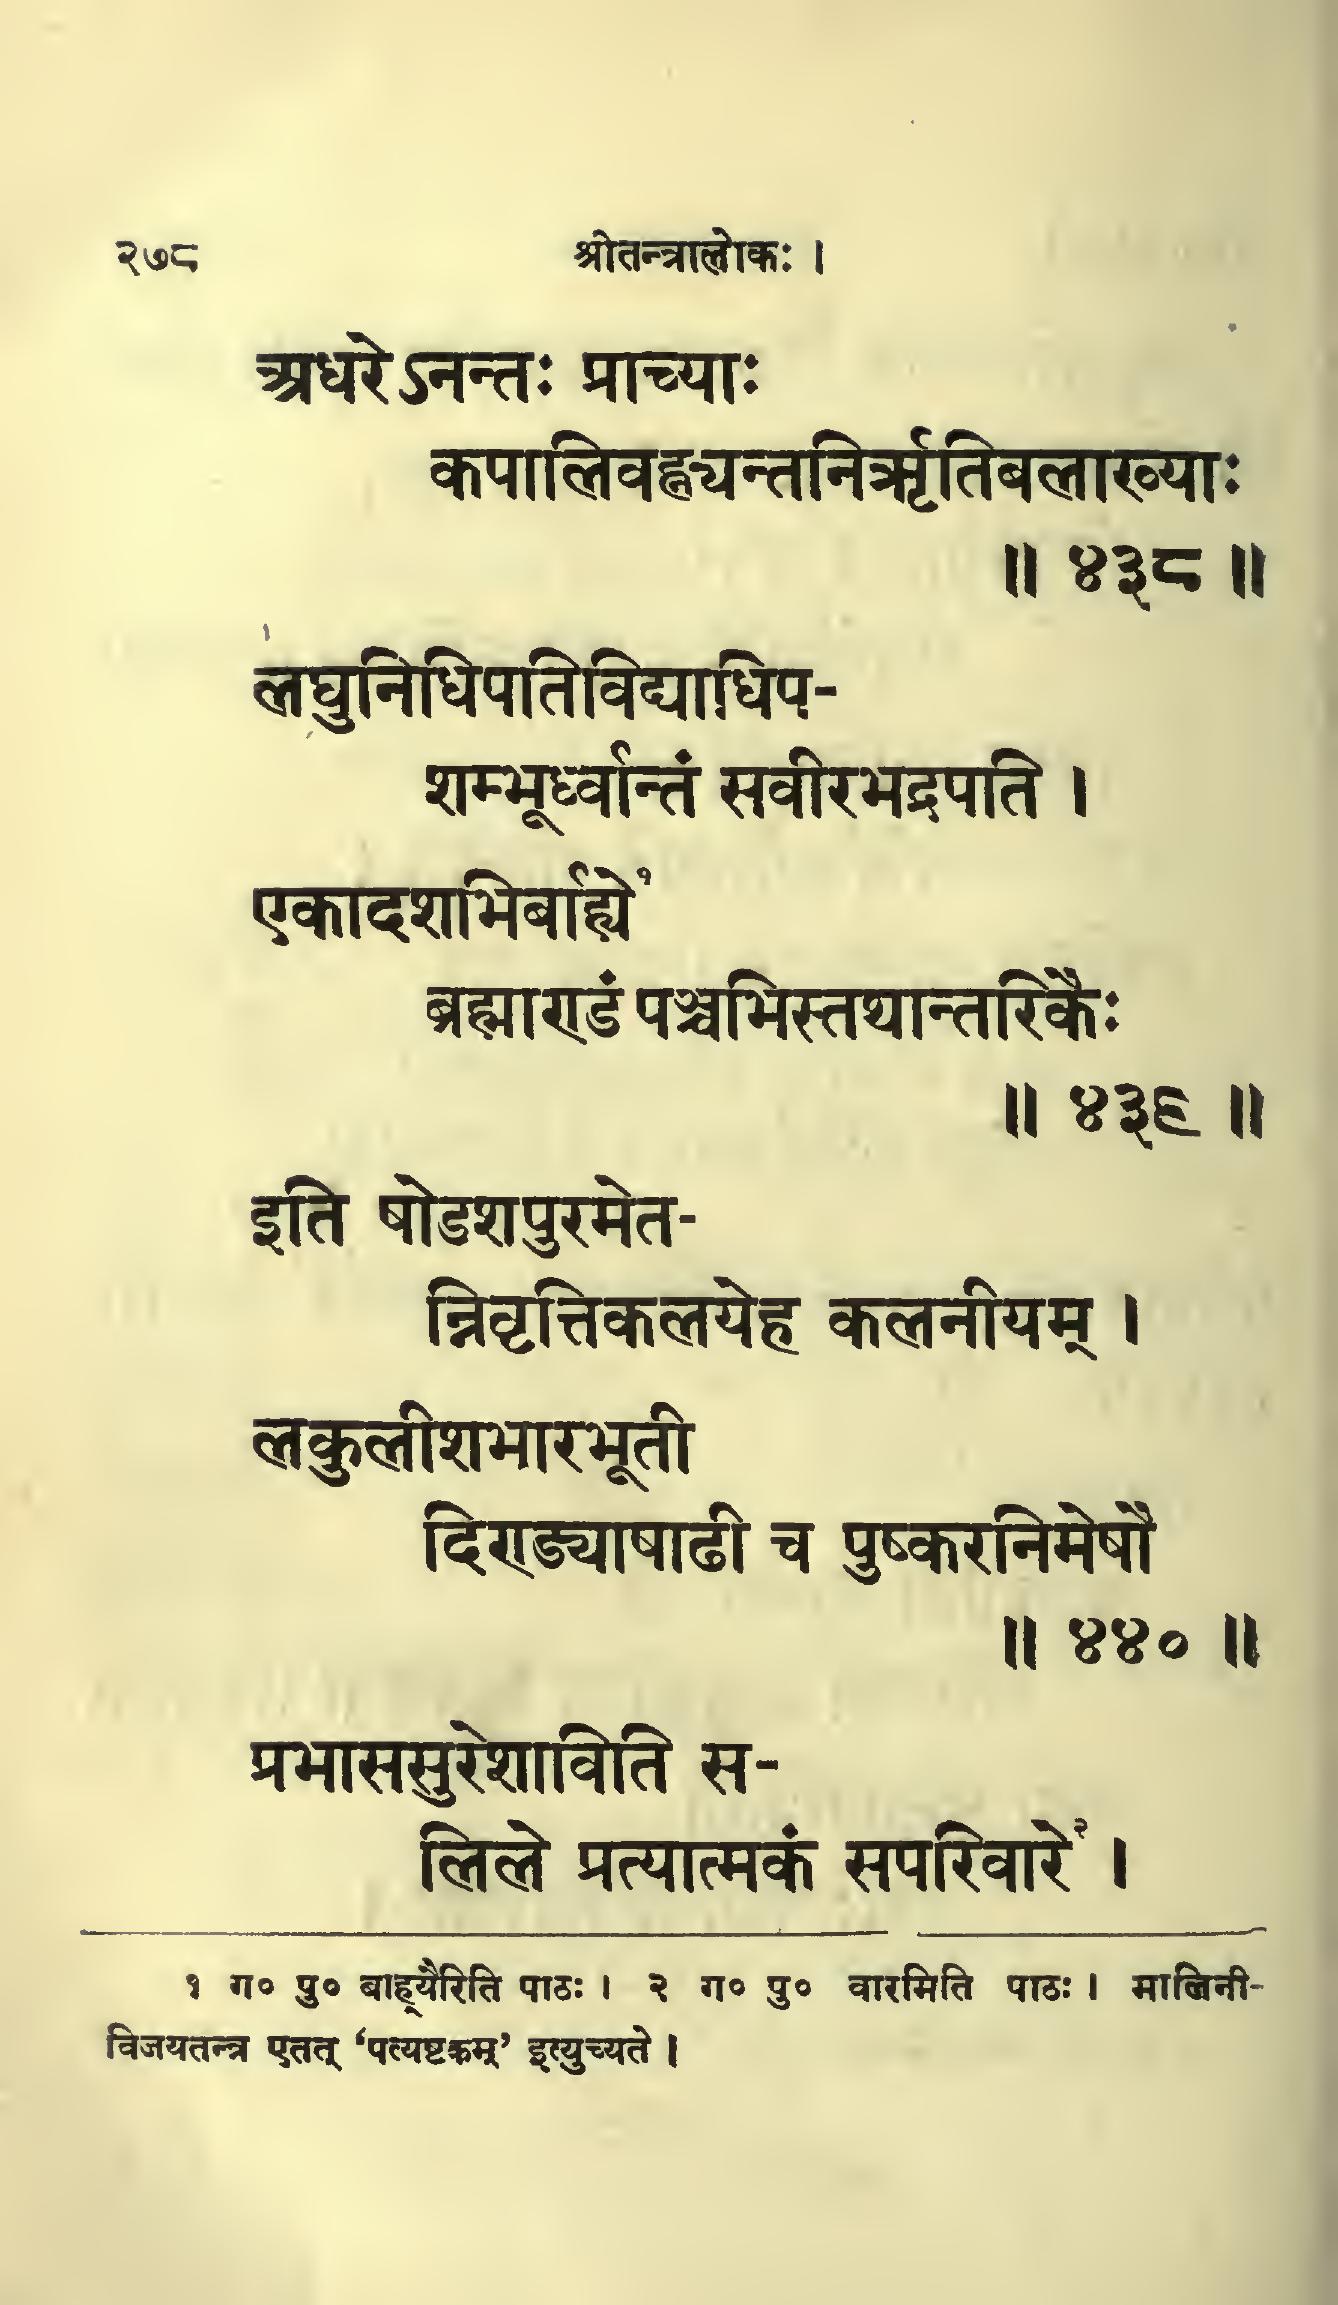 २७८ श्रीतन्त्रालोकः ।
अधरेऽनन्तः प्राच्याः
कपालिवह्न्यन्तनिर्ऋतिबलाख्याः
॥ ४३८ ॥
लघुनिधिपतिविद्याधिप-
शम्भूर्ध्वान्तं सवीरभद्रपति ।
एकादशभिर्बाह्ये१
ब्रह्माण्डं पञ्चभिस्तथान्तरिकैः
॥ ४३९ ॥
इति षोडशपुरमेत-
न्निवृत्तिकलयेह कलनीयम् ।
लकुलीशभारभूती
दिण्ड्याषाढी च पुष्करनिमेषौ
॥ ४४० ॥
प्रभाससुरेशाविति स-
लिले प्रत्यात्मकं सपरिवारे२ ।
१ ग० पु० बाह्यैरिति पाठः । २ ग० पु० वारमिति पाठः । मालिनी-
विजयतन्त्र एतत् ‘पत्यष्टकम्’ इत्युच्यते ।